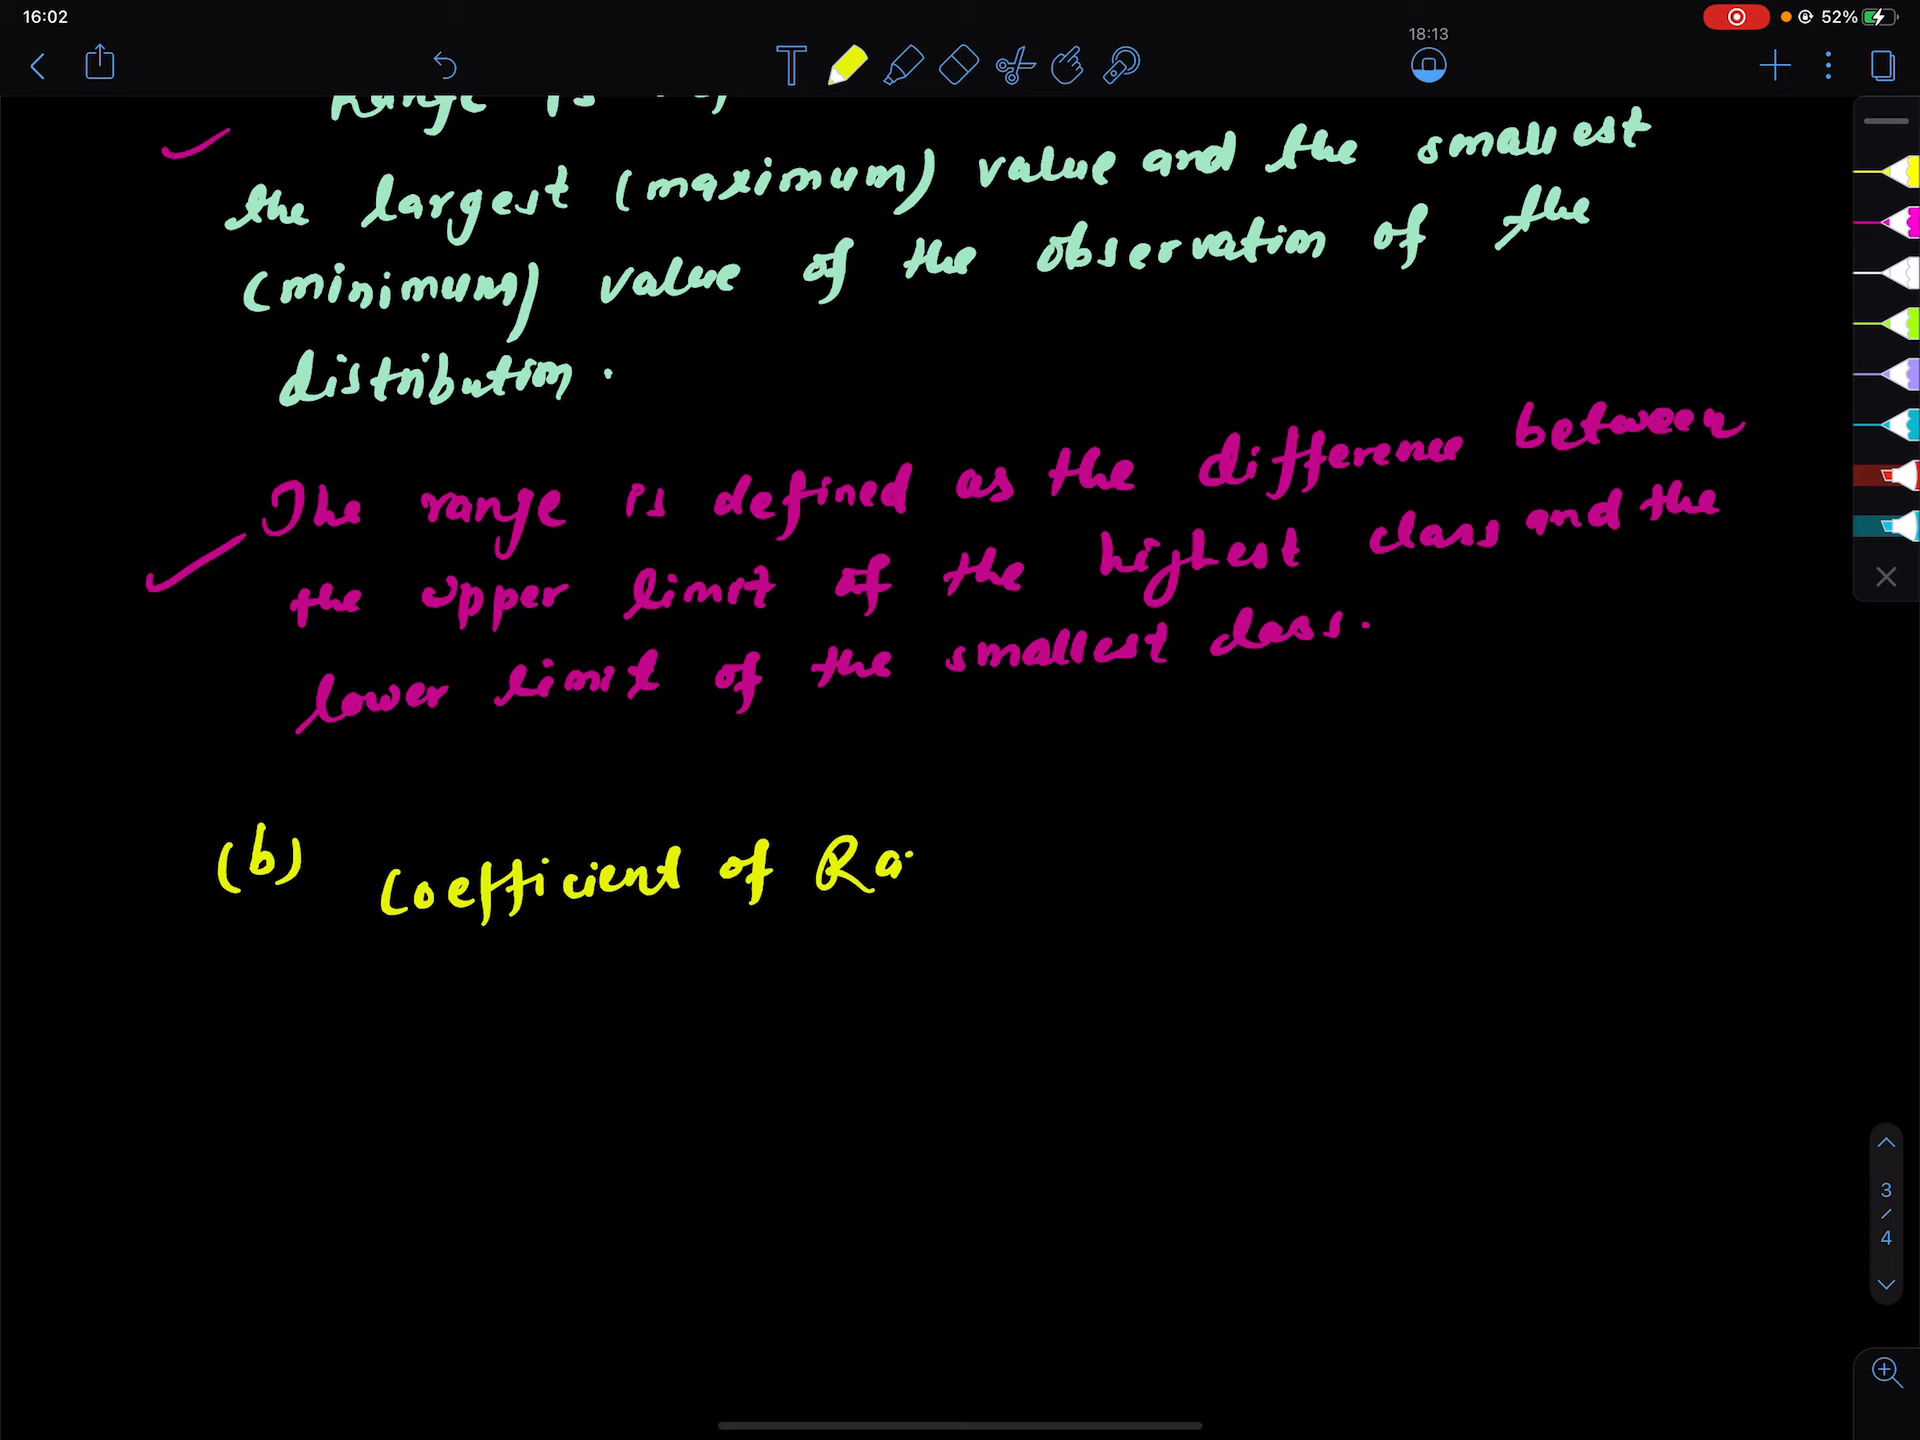 16:02
52%
18:13
Range is
the largest (maximum) value and the smallest
(minimum) value of the observation of the
distribution.
The range is defined as the difference between
the upper limit of the highest class and the
lower limit of the smallest class.
(b) Coefficient of Ra
3
/
4